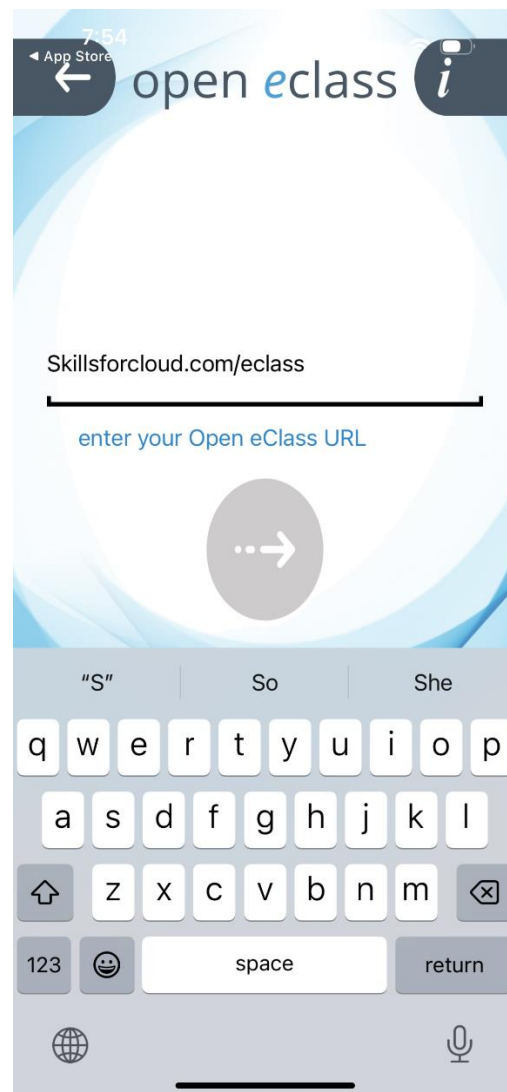 7:54
◀ App Store
open eclass
i
Skillsforcloud.com/eclass
enter your Open eClass URL
"S" So She
q w e r t y u i o p
a s d f g h j k l
z x c v b n m
123 space return